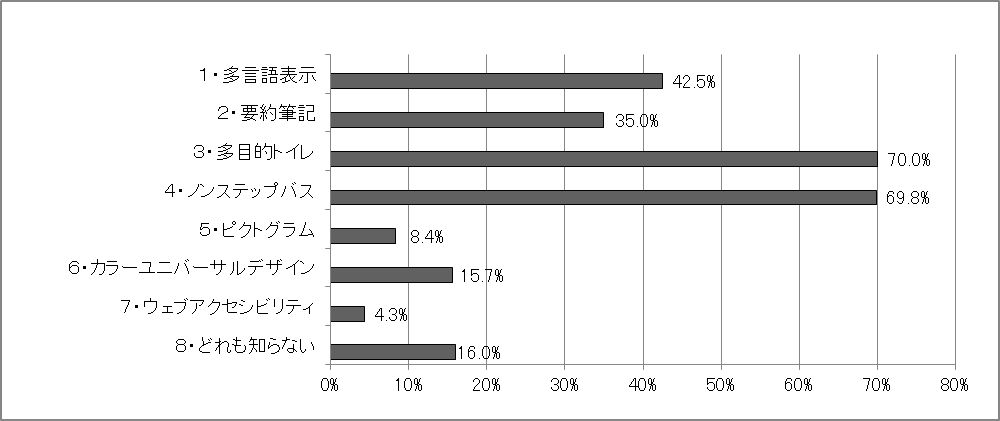 1・多言語表示 42.5%
2・要約筆記 35.0%
3・多目的トイレ 70.0%
4・ノンステップバス 69.8%
5・ピクトグラム 8.4%
6・カラーユニバーサルデザイン 15.7%
7・ウェブアクセシビリティ 4.3%
8・どれも知らない 16.0%
0% 10% 20% 30% 40% 50% 60% 70% 80%